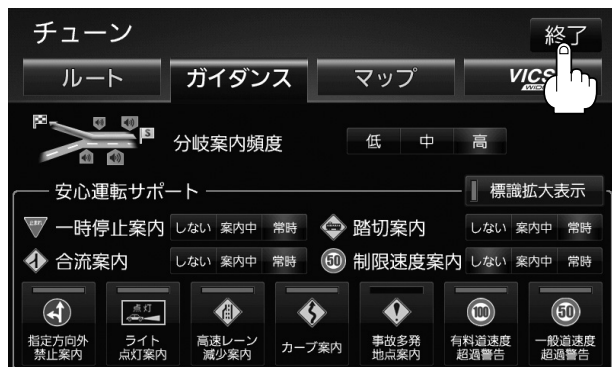 チューン
終了
ルート
ガイダンス
マップ
VICS
WIDE
S
分岐案内頻度
低 中 高
安心運転サポート
標識拡大表示
一時停止案内 しない 案内中 常時
踏切案内 しない 案内中 常時
合流案内 しない 案内中 常時
50 制限速度案内 しない 案内中 常時
点灯
100
50
指定方向外
禁止案内
ライト
点灯案内
高速レーン
減少案内
カーブ案内
事故多発
地点案内
有料道速度
超過警告
一般道速度
超過警告